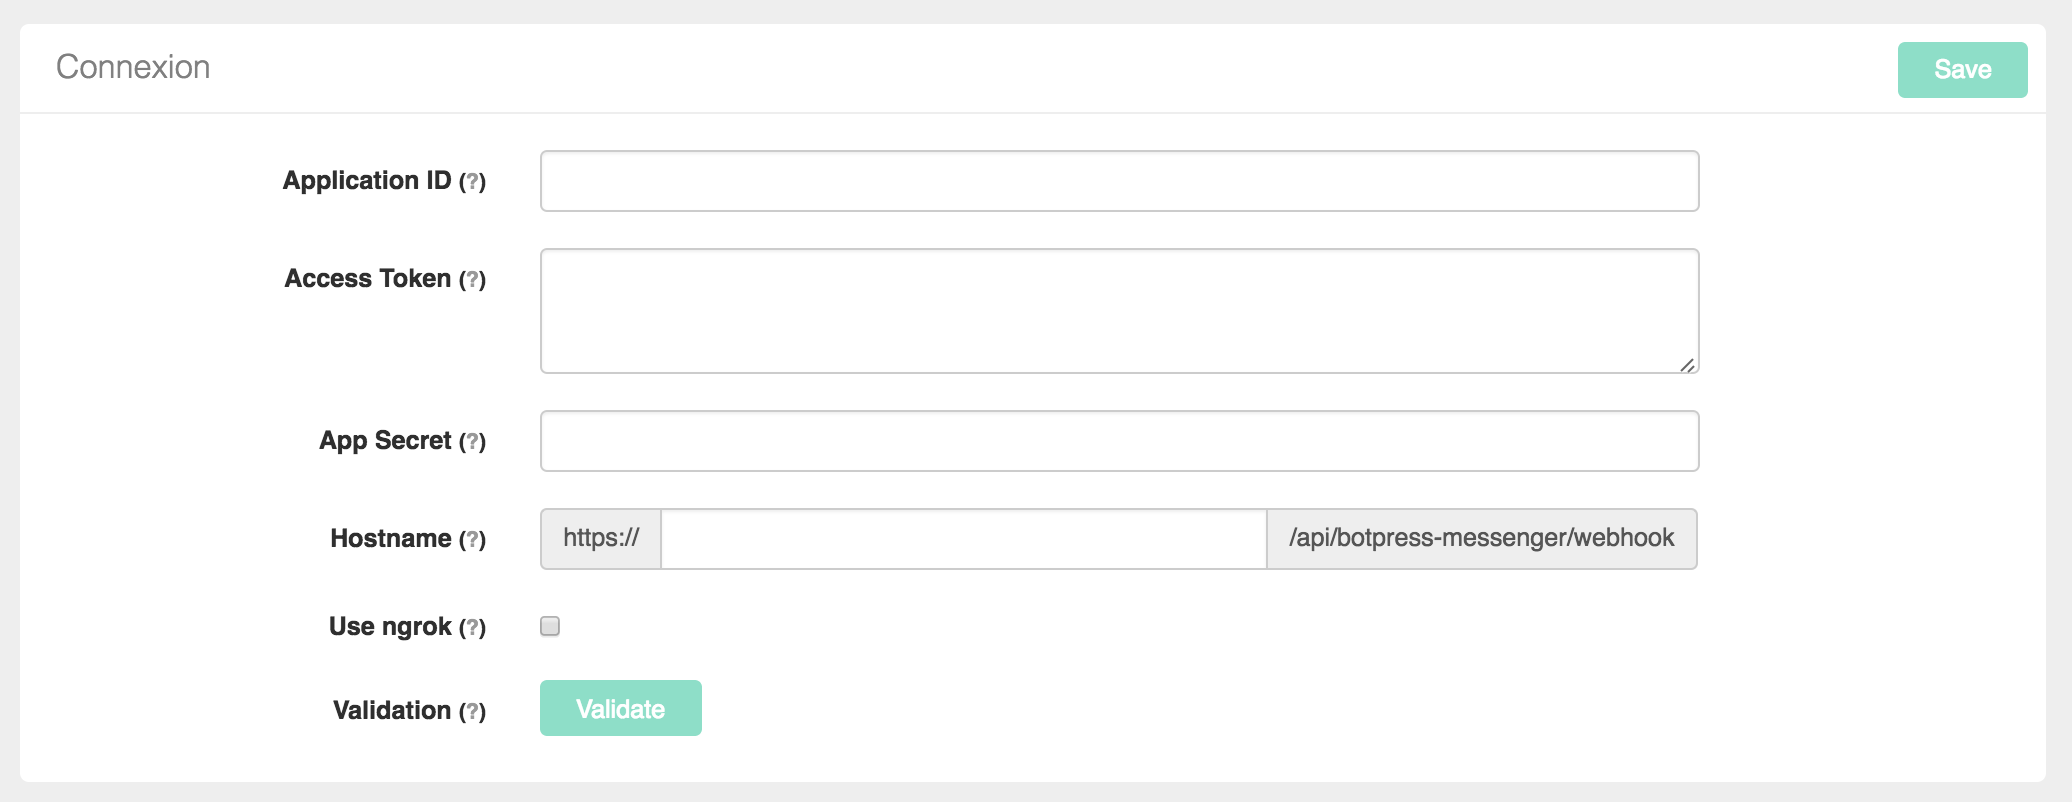 Connexion
Save
Application ID (?)
Access Token (?)
App Secret (?)
Hostname (?) https:// /api/botpress-messenger/webhook
Use ngrok (?)
Validation (?) Validate